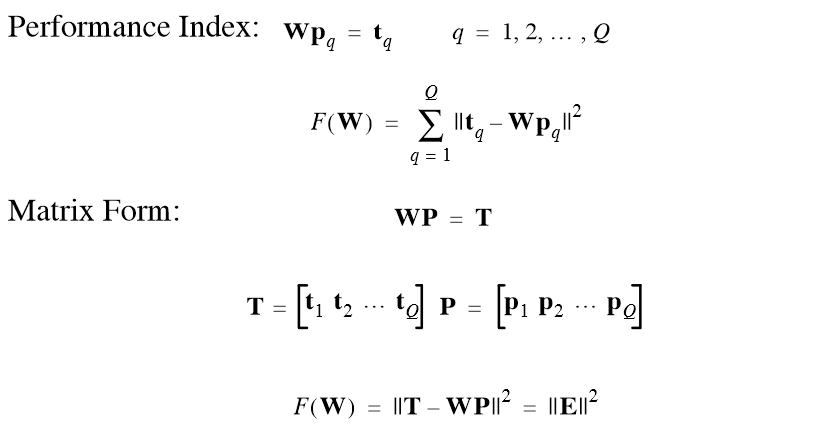 Performance Index: Wp_q = t_q q = 1, 2, … , Q
F(W) = ∑_{q = 1}^{Q} ||t_q – Wp_q||^2
Matrix Form: WP = T
T = [t_1 t_2 … t_Q] P = [p_1 p_2 … p_Q]
F(W) = ||T – WP||^2 = ||E||^2